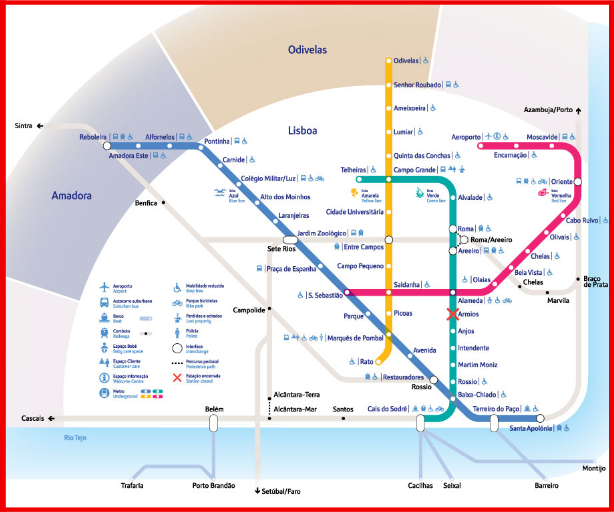 Odivelas
Odivelas
Senhor Roubado
Ameixoeira
Azambuja/Porto
Sintra
Reboleira
Alfornelos
Pontinha
Lisboa
Lumiar
Aeroporto
Moscavide
Amadora Este
Carnide
Quinta das Conchas
Encarnação
Colégio Militar/Luz
Telheiras
Campo Grande
Oriente
Amadora
linha
Azul
Blue line
linha
Amarela
Yellow line
linha
Verde
Green line
linha
Vermelha
Red line
Alto dos Moinhos
Alvalade
Benfica
Laranjeiras
Cidade Universitária
Cabo Ruivo
Jardim Zoológico
Roma
Olivais
Sete Rios
Entre Campos
Roma/Areeiro
Areeiro
Chelas
Praça de Espanha
Campo Pequeno
Bela Vista
Olaias
Chelas
Braço
de Prata
Saldanha
S. Sebastião
Alameda
Marvila
Aeroporto
Airport
Mobilidade reduzida
Step free
Autocarro suburbano
Suburban bus
Parque bicicletas
Bike park
Barco
Boat
Perdidos e achados
Lost property
Comboio
Railways
Polícia
Police
Espaço Bebé
Baby care space
Interface
Interchange
Espaço Cliente
Customer care
Percurso pedonal
Pedestrian path
Espaço Informação
Welcome Centre
Estação encerrada
Station closed
Metro
Underground
Campolide
Parque
Picoas
Arroios
Marquês de Pombal
Anjos
Avenida
Intendente
Rato
Martim Moniz
Restauradores
Rossio
Rossio
Baixa-Chiado
Alcântara-Terra
Alcântara-Mar
Santos
Cais do Sodré
Terreiro do Paço
Belém
Cascais
Santa Apolónia
Rio Tejo
Montijo
Trafaria
Porto Brandão
Setúbal/Faro
Cacilhas
Seixal
Barreiro